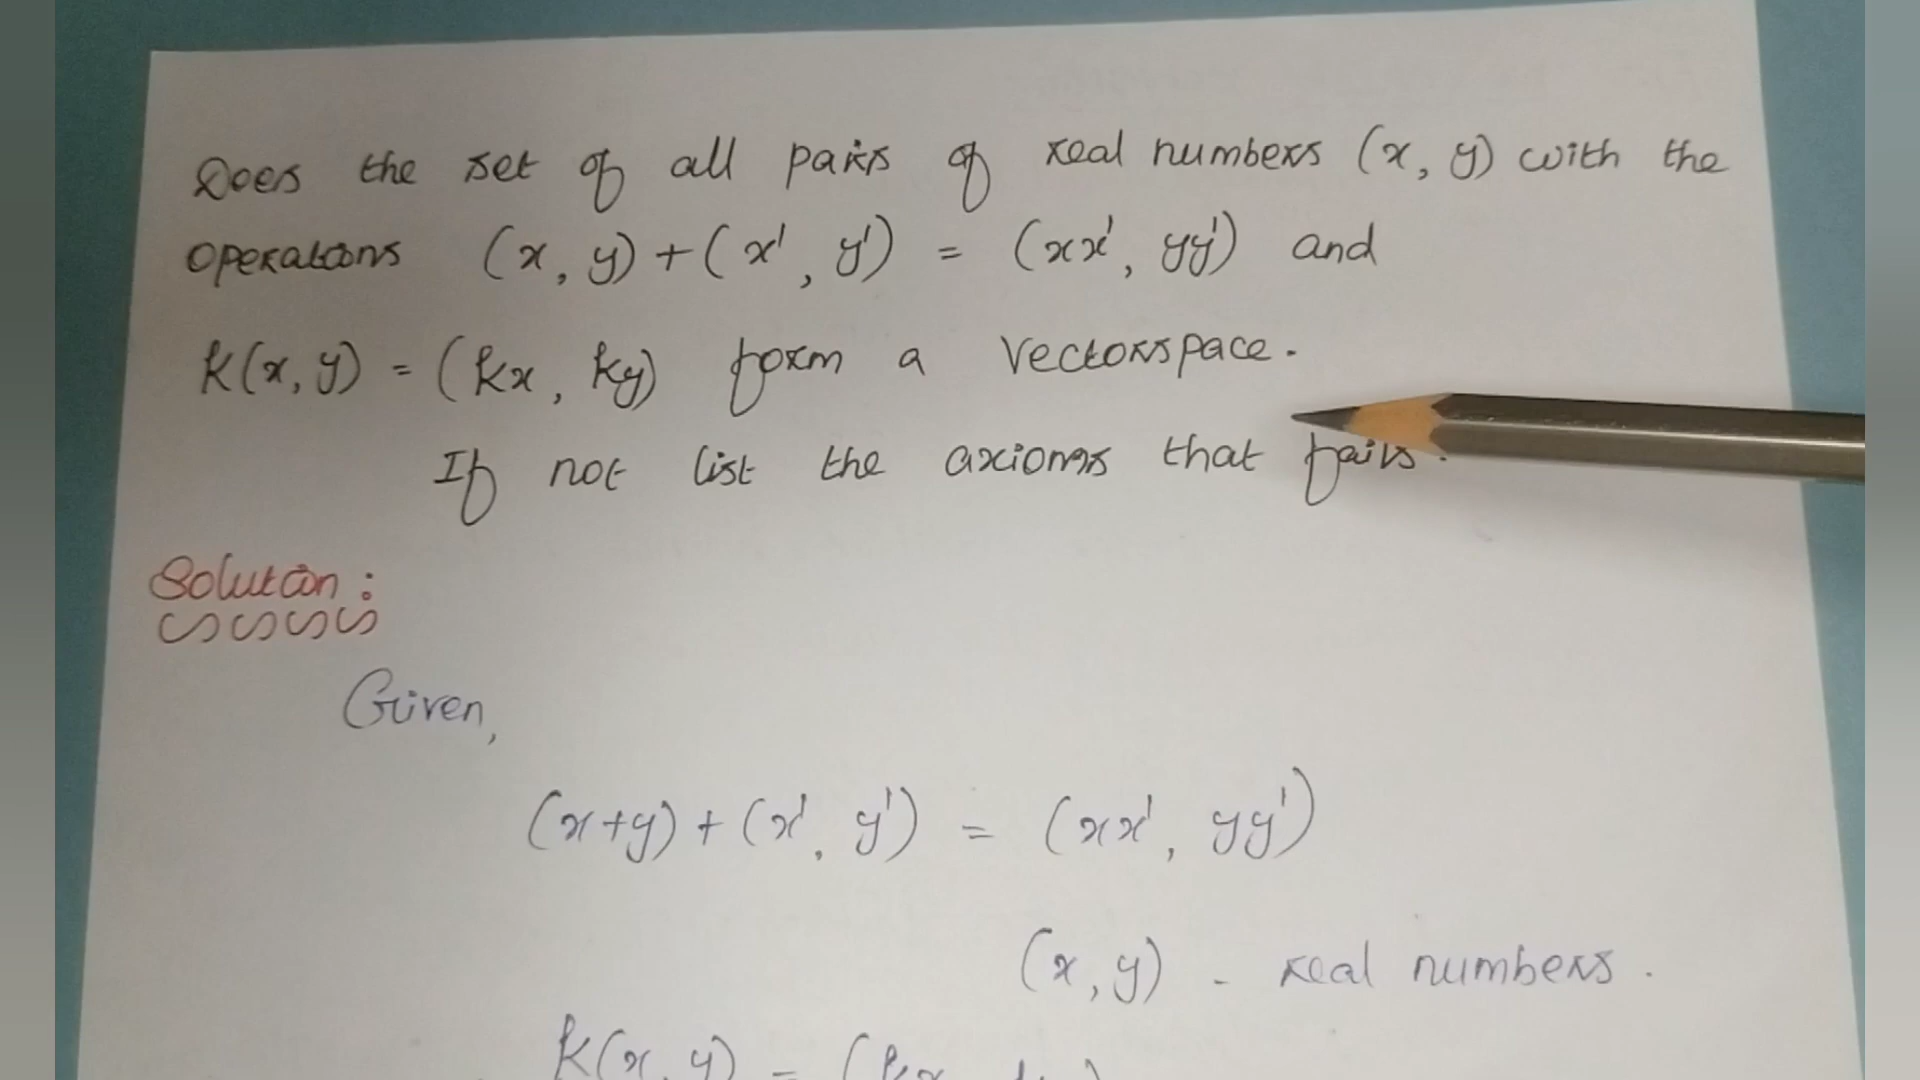 Does the set of all pairs of real numbers (x, y) with the
operations (x, y) + (x', y') = (xx', yy') and
K(x, y) = (kx, ky) form a Vectorspace.
If not list the axioms that fails.
Solution:
Given,
(x+y) + (x', y') = (xx', yy')
(x, y) - real numbers.
K(x, y) = (kx